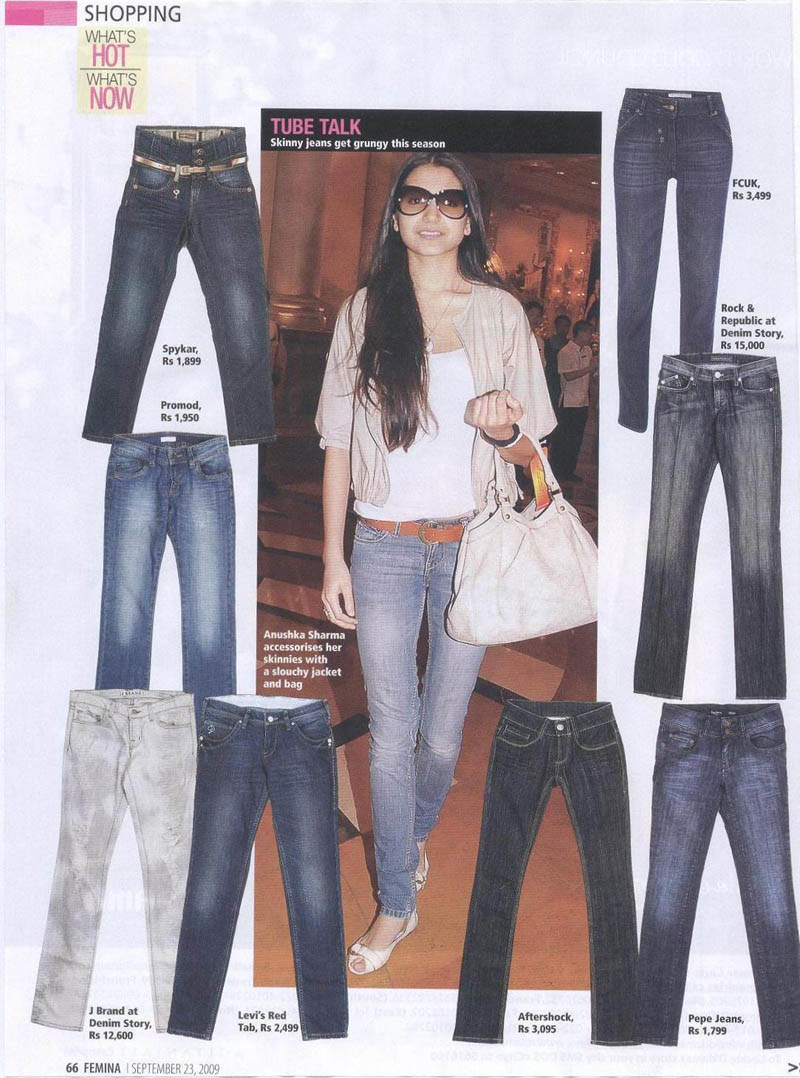 SHOPPING
WHAT'S
HOT
WHAT'S
NOW
TUBE TALK
Skinny jeans get grungy this season
FCUK,
Rs 3,499
Spykar,
Rs 1,899
Rock &
Republic at
Denim Story,
Rs 15,000
Promod,
Rs 1,950
Anushka Sharma
accessorises her
skinnies with
a slouchy jacket
and bag
J Brand at
Denim Story,
Rs 12,600
Levi's Red
Tab, Rs 2,499
Aftershock,
Rs 3,095
Pepe Jeans,
Rs 1,799
66 FEMINA | SEPTEMBER 23, 2009